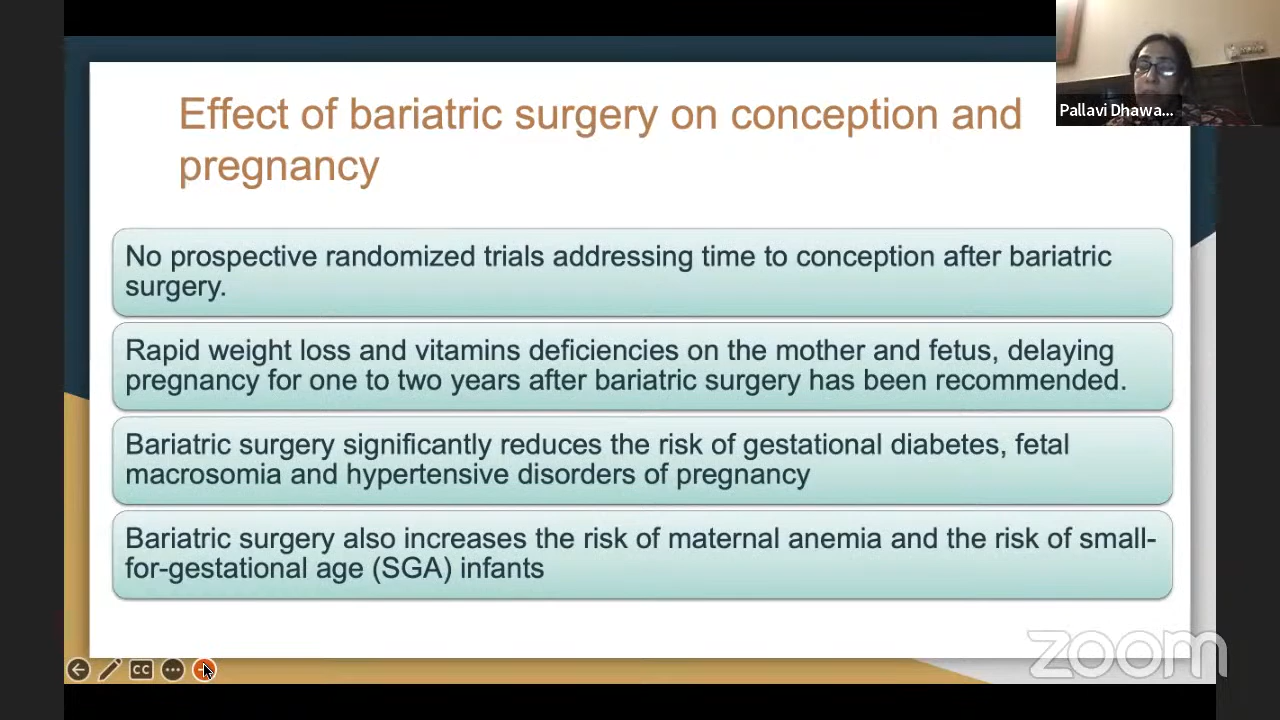 Effect of bariatric surgery on conception and
pregnancy
Pallavi Dhawa...
No prospective randomized trials addressing time to conception after bariatric
surgery.
Rapid weight loss and vitamins deficiencies on the mother and fetus, delaying
pregnancy for one to two years after bariatric surgery has been recommended.
Bariatric surgery significantly reduces the risk of gestational diabetes, fetal
macrosomia and hypertensive disorders of pregnancy
Bariatric surgery also increases the risk of maternal anemia and the risk of small-
for-gestational age (SGA) infants
CC
zoom